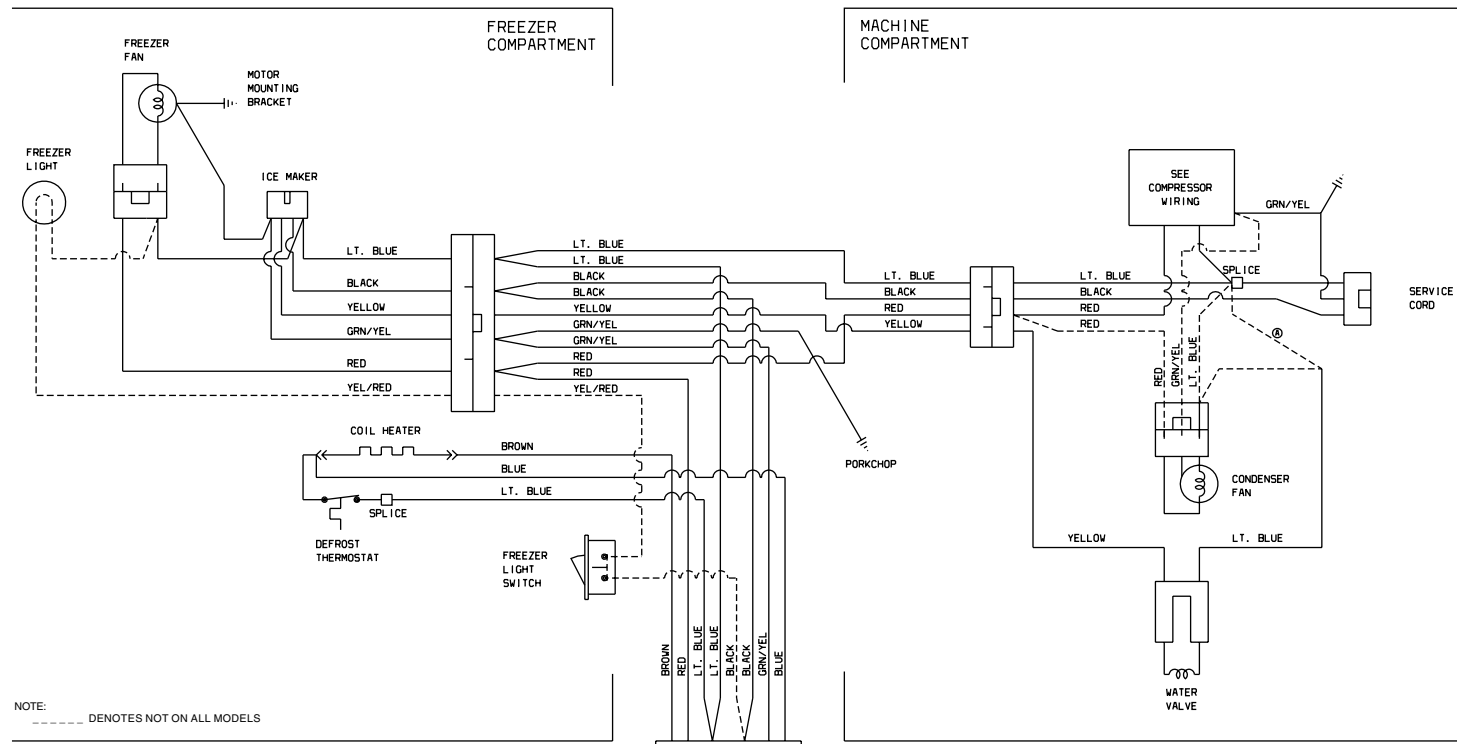 FREEZER
COMPARTMENT
MACHINE
COMPARTMENT
FREEZER
FAN
MOTOR
MOUNTING
BRACKET
FREEZER
LIGHT
ICE MAKER
SEE
COMPRESSOR
WIRING
GRN/YEL
SPLICE
SERVICE
CORD
LT. BLUE
BLACK
YELLOW
GRN/YEL
RED
YEL/RED
LT. BLUE
LT. BLUE
BLACK
BLACK
YELLOW
GRN/YEL
GRN/YEL
RED
RED
YEL/RED
LT. BLUE
BLACK
RED
YELLOW
LT. BLUE
BLACK
RED
RED
A
RED
GRN/YEL
LT. BLUE
PORKCHOP
COIL HEATER
BROWN
BLUE
LT. BLUE
SPLICE
DEFROST
THERMOSTAT
FREEZER
LIGHT
SWITCH
CONDENSER
FAN
YELLOW
LT. BLUE
WATER
VALVE
BROWN
RED
LT. BLUE
LT. BLUE
BLACK
BLACK
GRN/YEL
BLUE
NOTE:
DENOTES NOT ON ALL MODELS